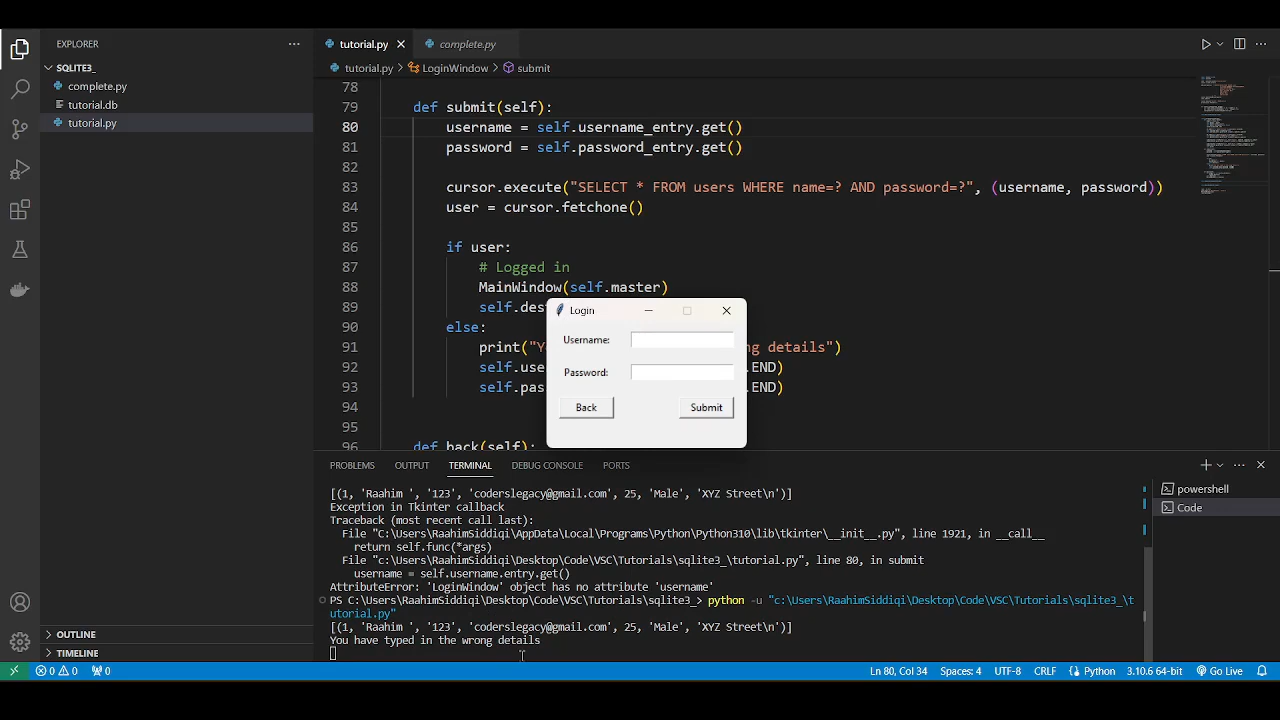 EXPLORER
SQLITE3_
complete.py
tutorial.db
tutorial.py
OUTLINE
TIMELINE
tutorial.py
complete.py
tutorial.py > LoginWindow > submit
78
79 def submit(self):
80 username = self.username_entry.get()
81 password = self.password_entry.get()
82
83 cursor.execute("SELECT * FROM users WHERE name=? AND password=?", (username, password))
84 user = cursor.fetchone()
85
86 if user:
87 # Logged in
88 MainWindow(self.master)
89 self.des
90 else:
91 print("Y g details")
92 self.use .END)
93 self.pas .END)
94
95
96 def back(self):
Login
Username:
Password:
Back Submit
PROBLEMS OUTPUT TERMINAL DEBUG CONSOLE PORTS
[(1, 'Raahim ', '123', 'coderslegacy@gmail.com', 25, 'Male', 'XYZ Street\n')]
Exception in Tkinter callback
Traceback (most recent call last):
File "C:\Users\RaahimSiddiqi\AppData\Local\Programs\Python\Python310\lib\tkinter\__init__.py", line 1921, in __call__
return self.func(*args)
File "c:\Users\RaahimSiddiqi\Desktop\Code\VSC\Tutorials\sqlite3_\tutorial.py", line 80, in submit
username = self.username.entry.get()
AttributeError: 'LoginWindow' object has no attribute 'username'
PS C:\Users\RaahimSiddiqi\Desktop\Code\VSC\Tutorials\sqlite3_> python -u "c:\Users\RaahimSiddiqi\Desktop\Code\VSC\Tutorials\sqlite3_\t
utorial.py"
[(1, 'Raahim ', '123', 'coderslegacy@gmail.com', 25, 'Male', 'XYZ Street\n')]
You have typed in the wrong details
powershell
Code
0 0 0 Ln 80, Col 34 Spaces: 4 UTF-8 CRLF Python 3.10.6 64-bit Go Live